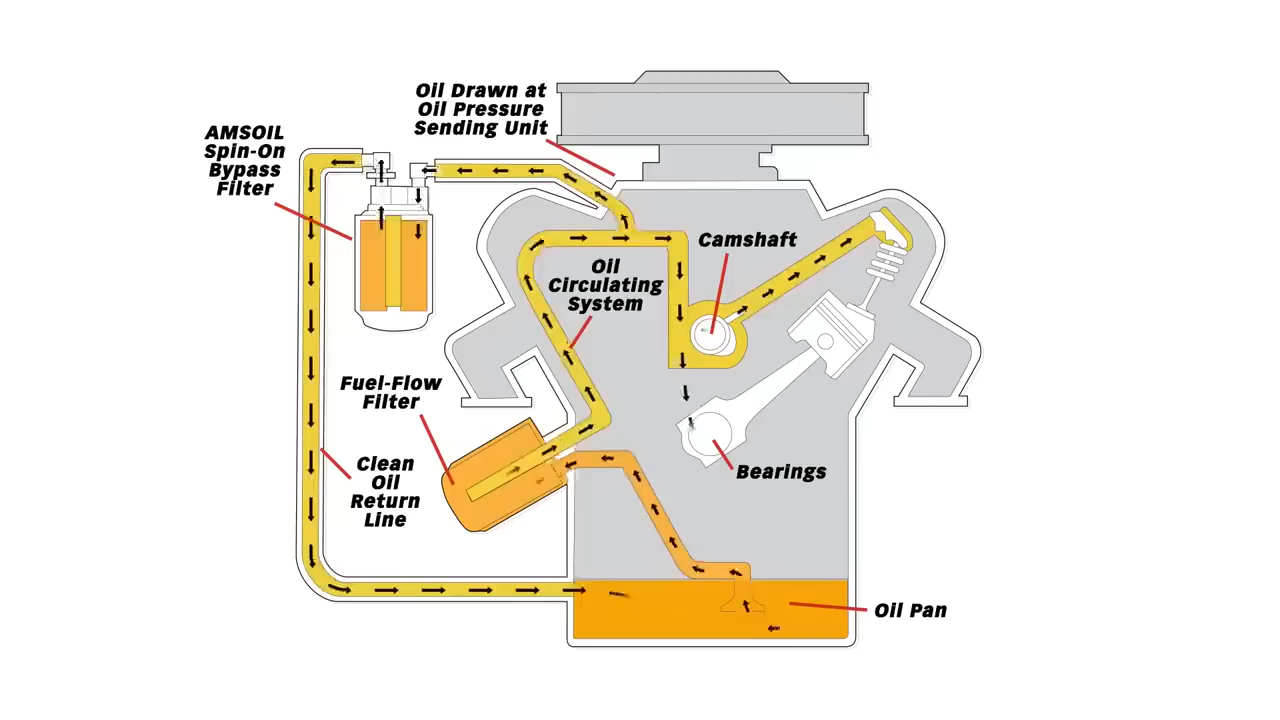 Oil Drawn at
Oil Pressure
Sending Unit
AMSOIL
Spin-On
Bypass
Filter
Camshaft
Oil
Circulating
System
Fuel-Flow
Filter
Clean
Oil
Return
Line
Bearings
Oil Pan